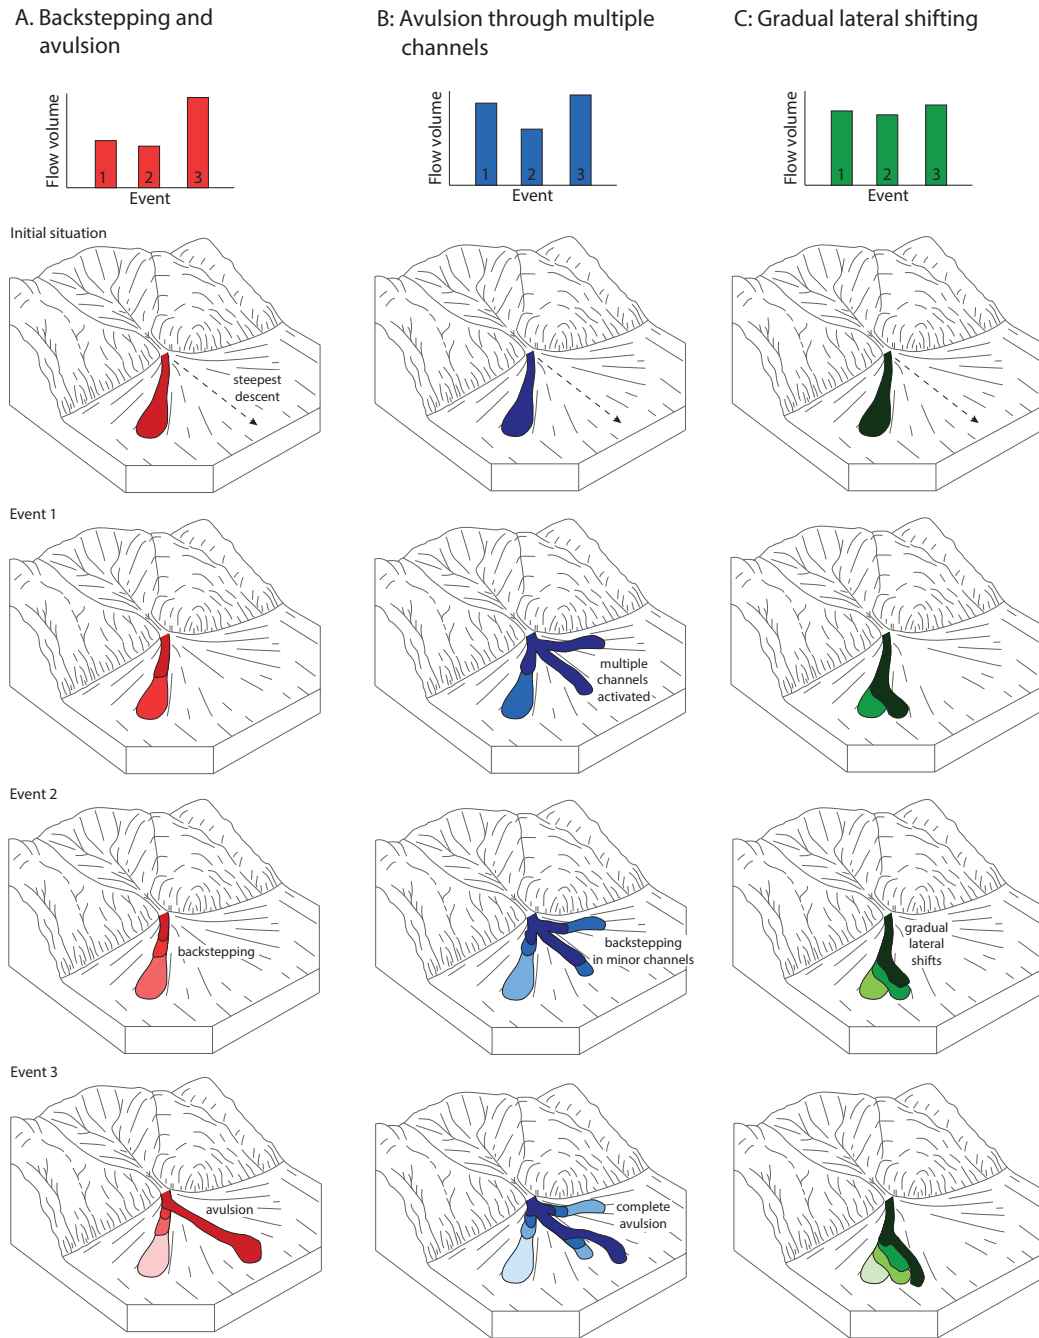 A. Backstepping and
avulsion
B: Avulsion through multiple
channels
C: Gradual lateral shifting
Flow volume
1
2
3
Event
Flow volume
1
2
3
Event
Flow volume
1
2
3
Event
Initial situation
steepest
descent
Event 1
multiple
channels
activated
Event 2
backstepping
backstepping
in minor channels
gradual
lateral
shifts
Event 3
avulsion
complete
avulsion